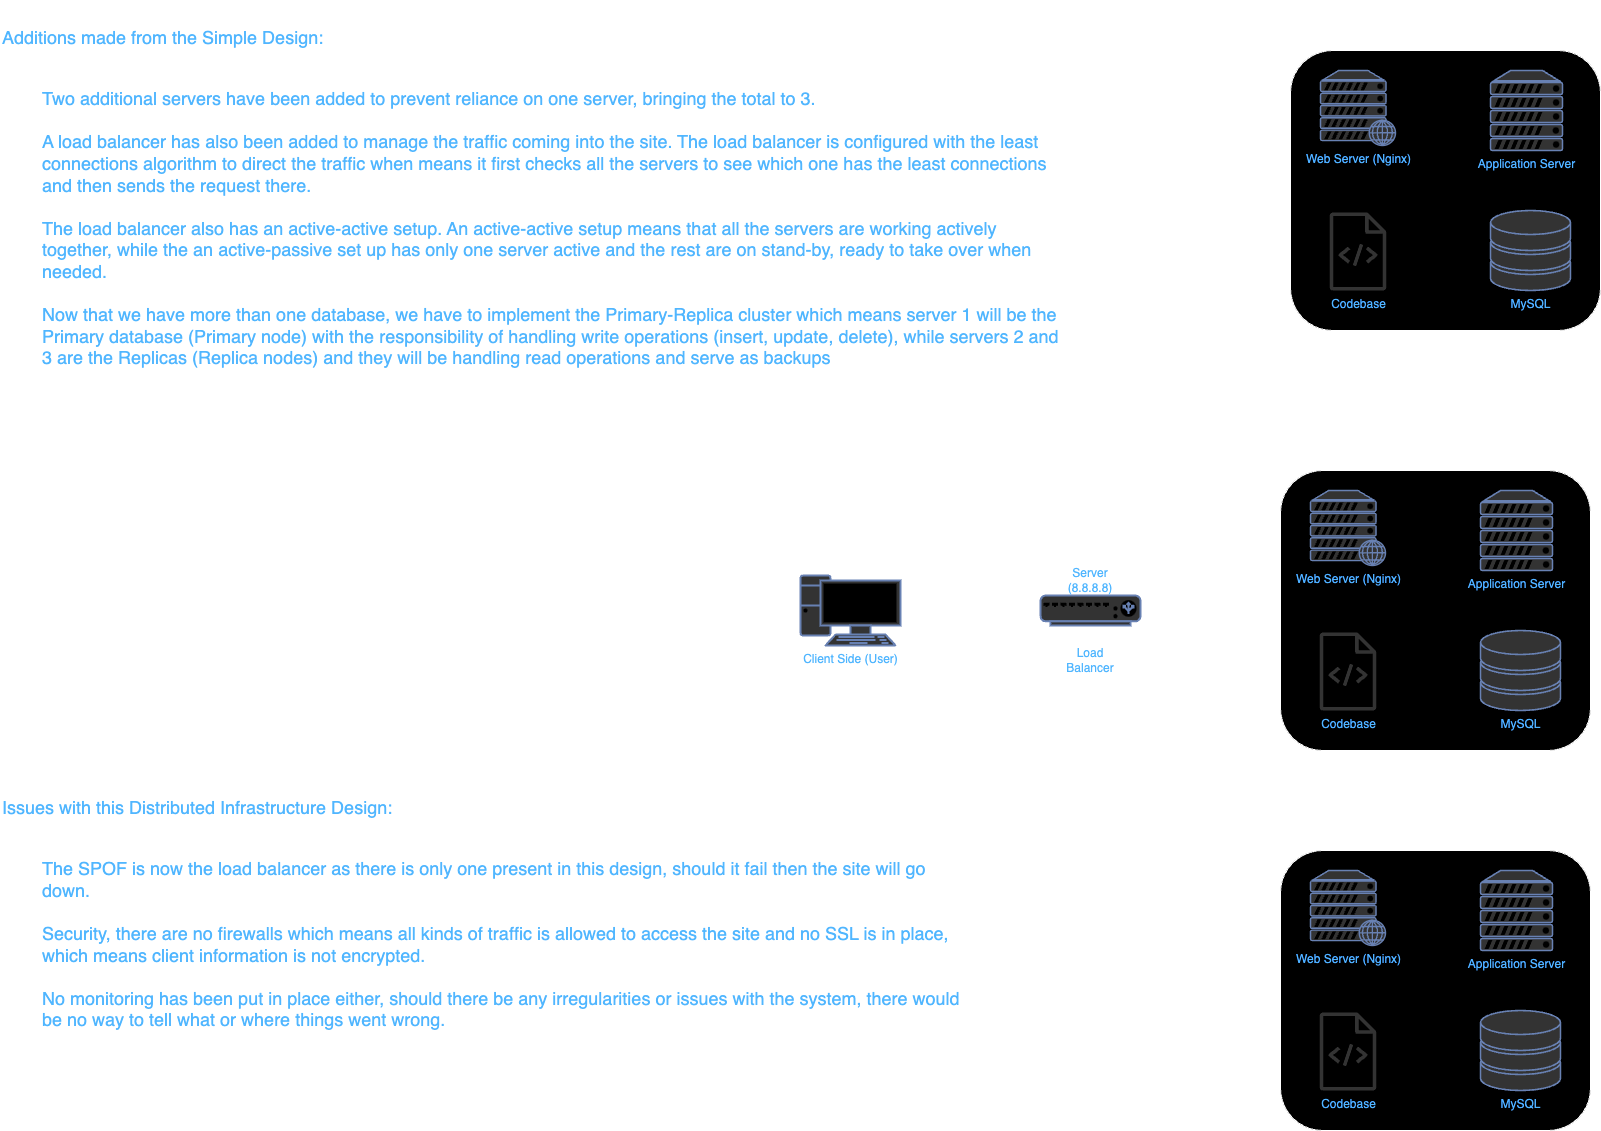 Additions made from the Simple Design:
Two additional servers have been added to prevent reliance on one server, bringing the total to 3.
A load balancer has also been added to manage the traffic coming into the site. The load balancer is configured with the least
connections algorithm to direct the traffic when means it first checks all the servers to see which one has the least connections
and then sends the request there.
The load balancer also has an active-active setup. An active-active setup means that all the servers are working actively
together, while the an active-passive set up has only one server active and the rest are on stand-by, ready to take over when
needed.
Now that we have more than one database, we have to implement the Primary-Replica cluster which means server 1 will be the
Primary database (Primary node) with the responsibility of handling write operations (insert, update, delete), while servers 2 and
3 are the Replicas (Replica nodes) and they will be handling read operations and serve as backups
Web Server (Nginx)
Application Server
Codebase
MySQL
Client Side (User)
Server
(8.8.8.8)
Load
Balancer
Web Server (Nginx)
Application Server
Codebase
MySQL
Issues with this Distributed Infrastructure Design:
The SPOF is now the load balancer as there is only one present in this design, should it fail then the site will go
down.
Security, there are no firewalls which means all kinds of traffic is allowed to access the site and no SSL is in place,
which means client information is not encrypted.
No monitoring has been put in place either, should there be any irregularities or issues with the system, there would
be no way to tell what or where things went wrong.
Web Server (Nginx)
Application Server
Codebase
MySQL